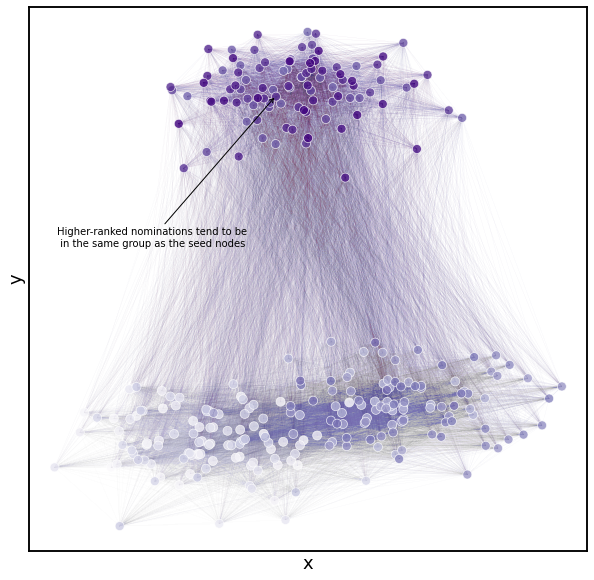 Higher-ranked nominations tend to be
in the same group as the seed nodes
y
x